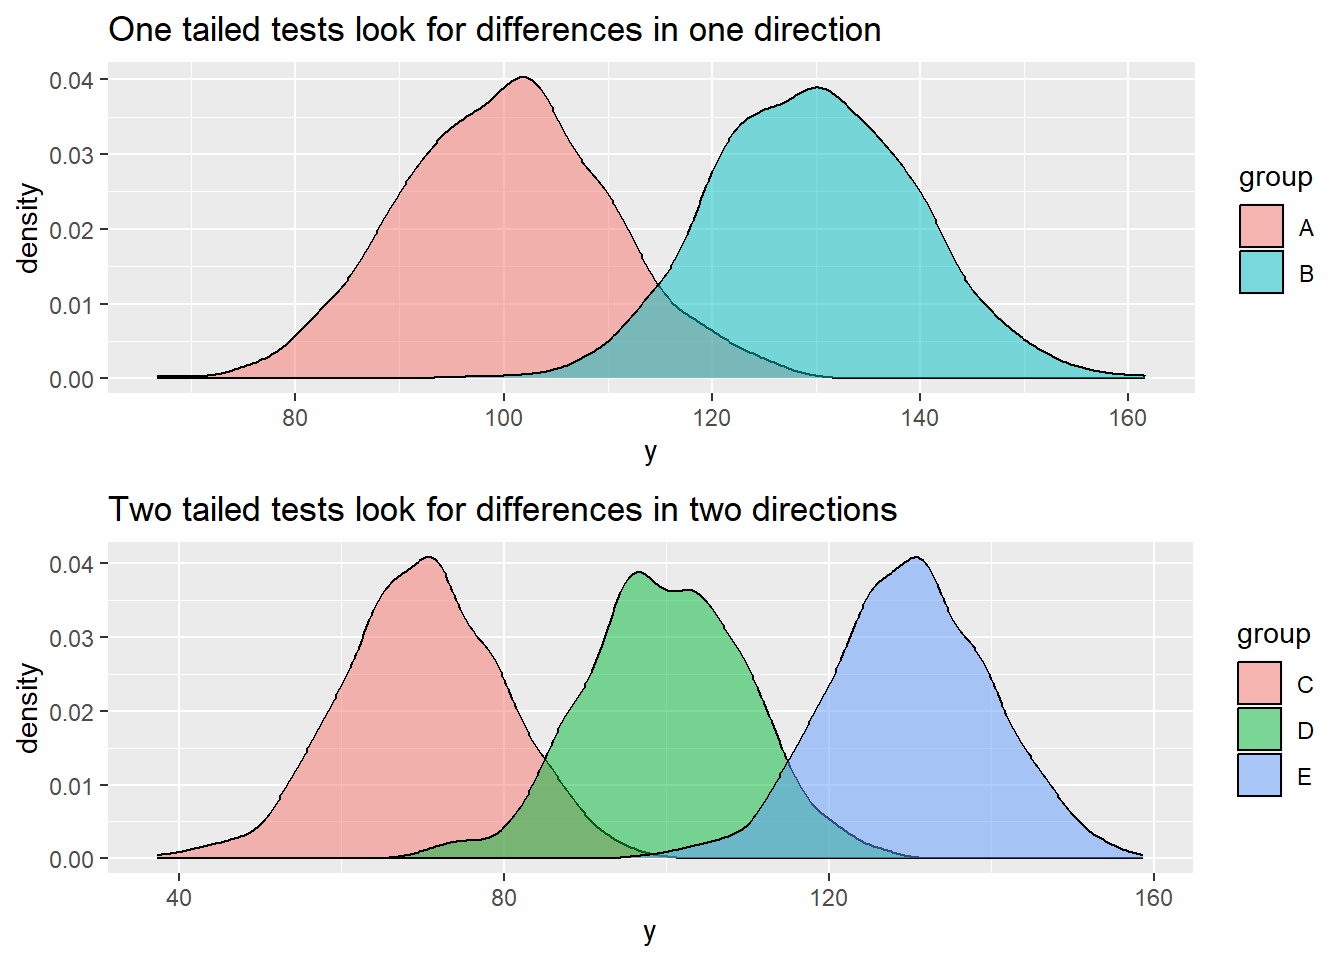 One tailed tests look for differences in one direction
0.04
0.03
0.02
0.01
0.00
density
80 100 120 140 160
y
group
A
B
Two tailed tests look for differences in two directions
0.04
0.03
0.02
0.01
0.00
density
40 80 120 160
y
group
C
D
E